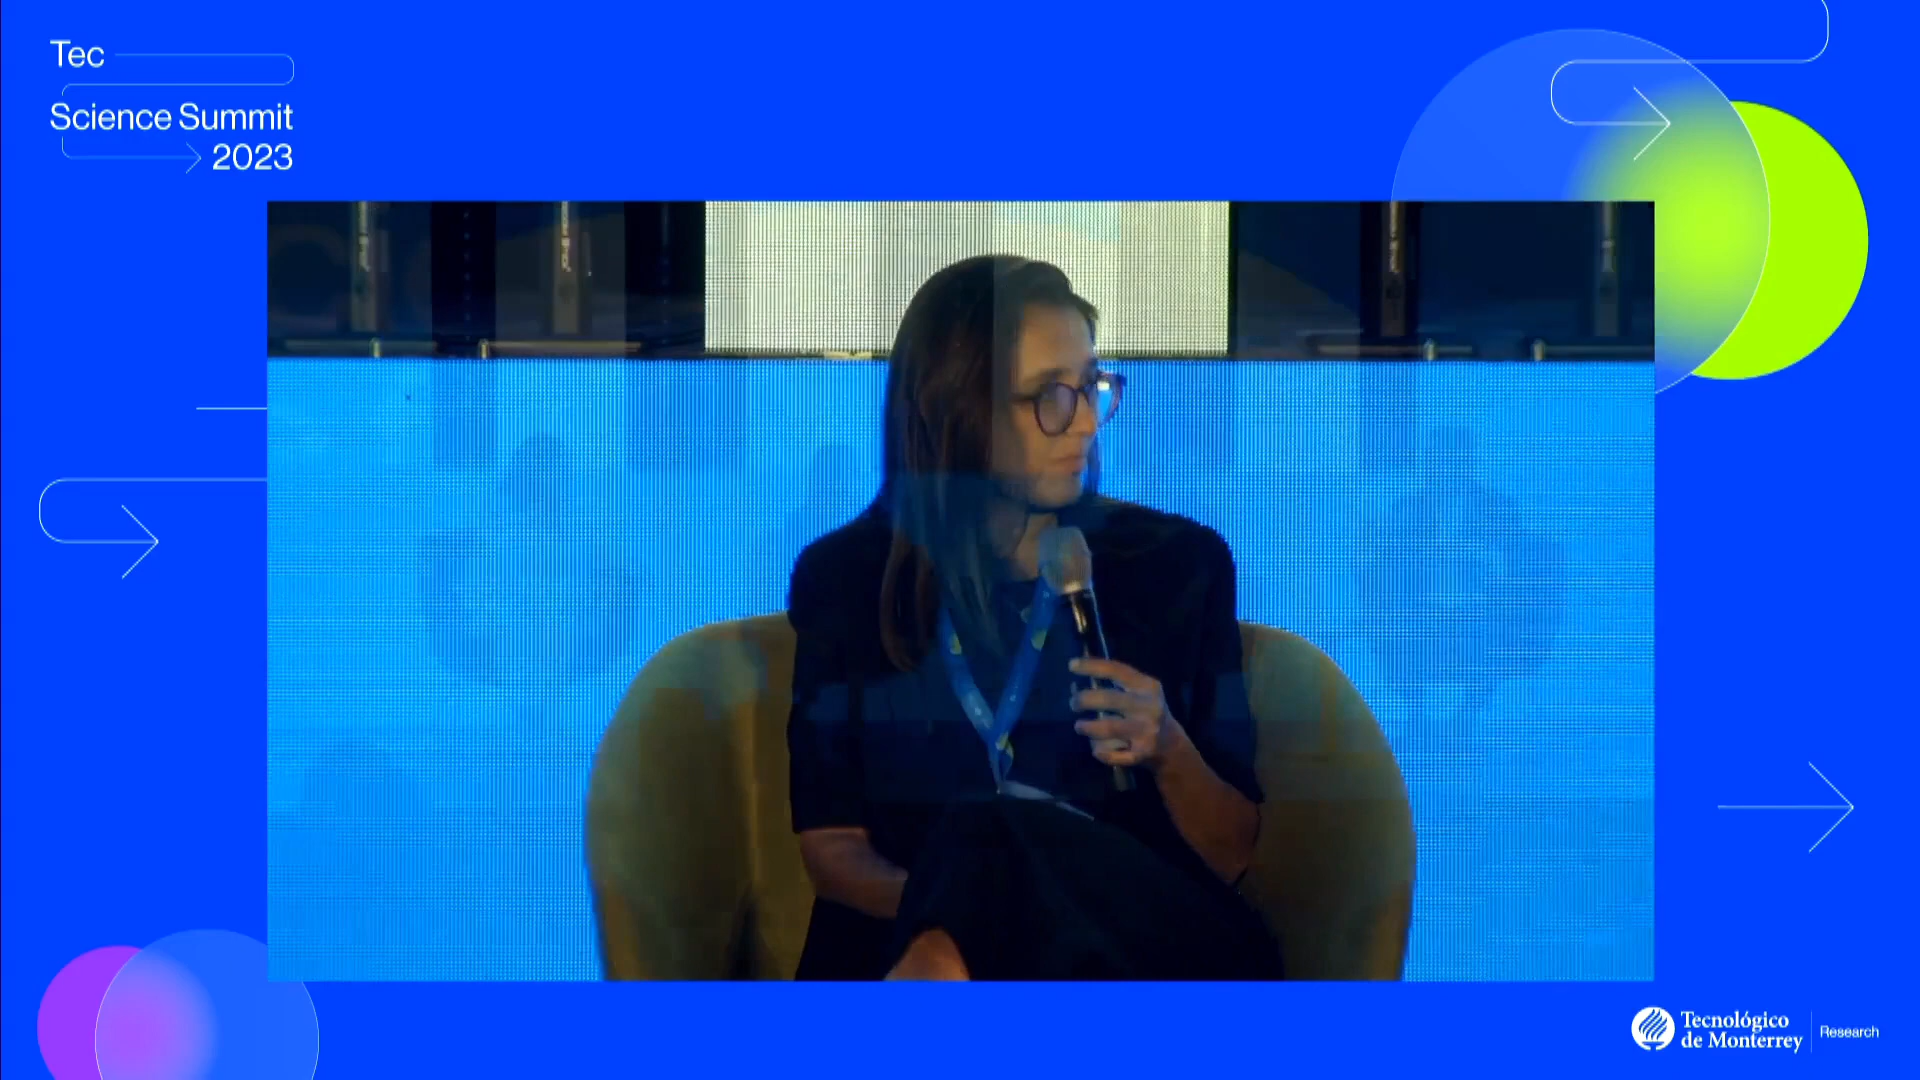 Tec
Science Summit
2023
Tecnológico
de Monterrey
Research